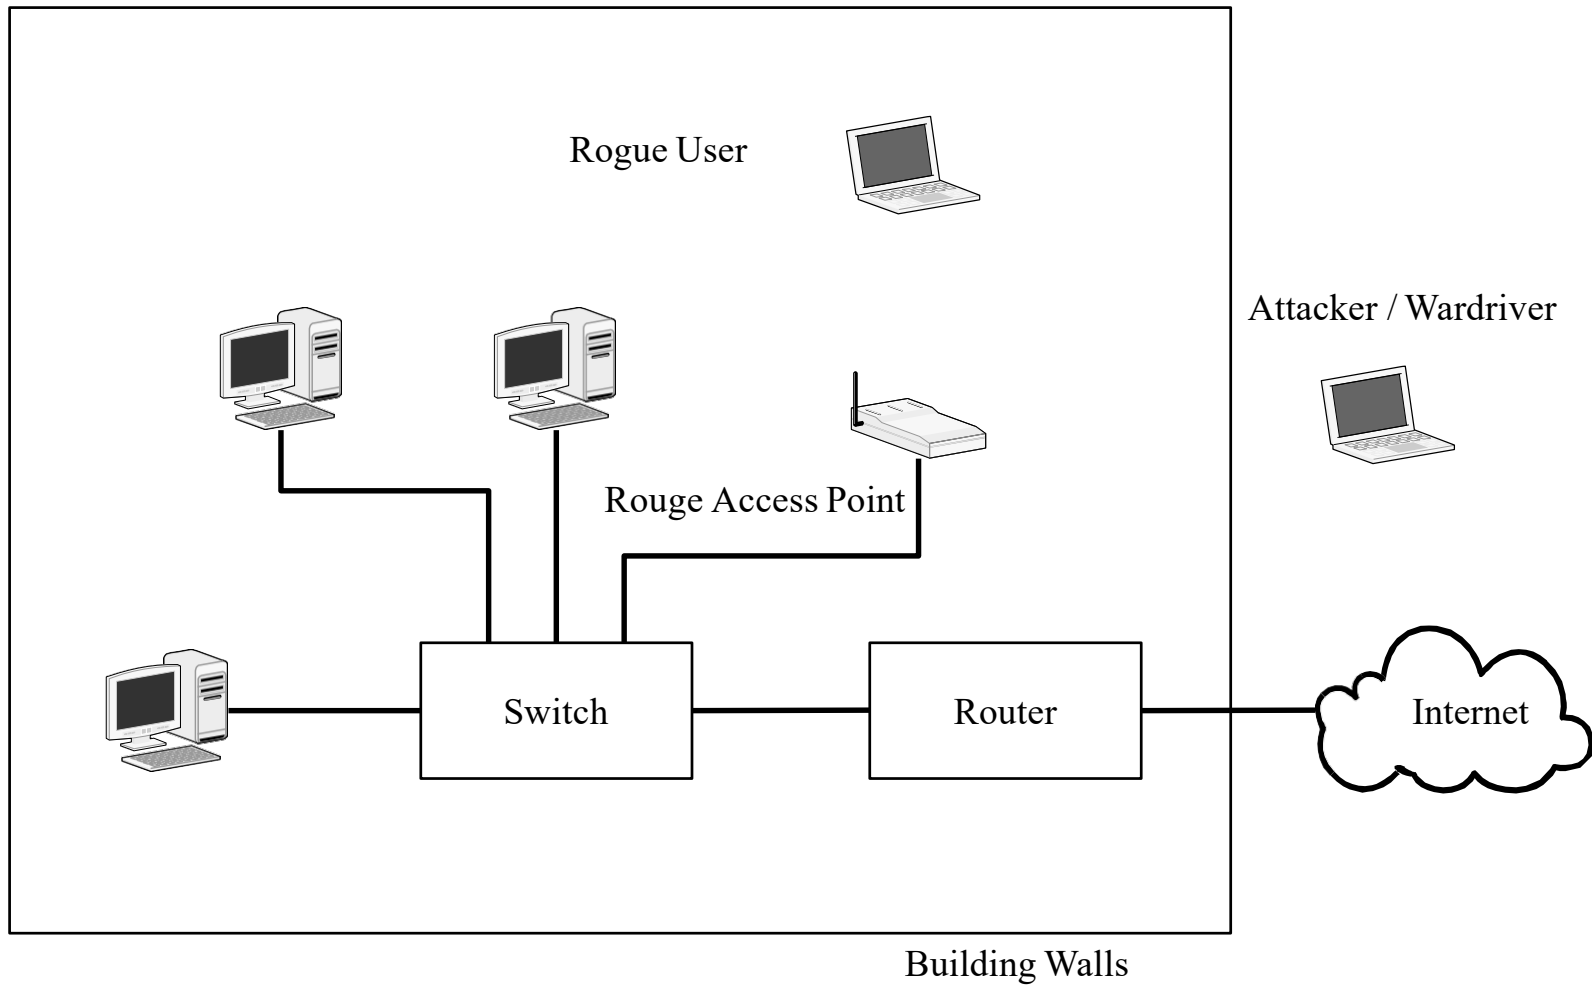 Rogue User
Attacker / Wardriver
Rouge Access Point
Switch
Router
Internet
Building Walls